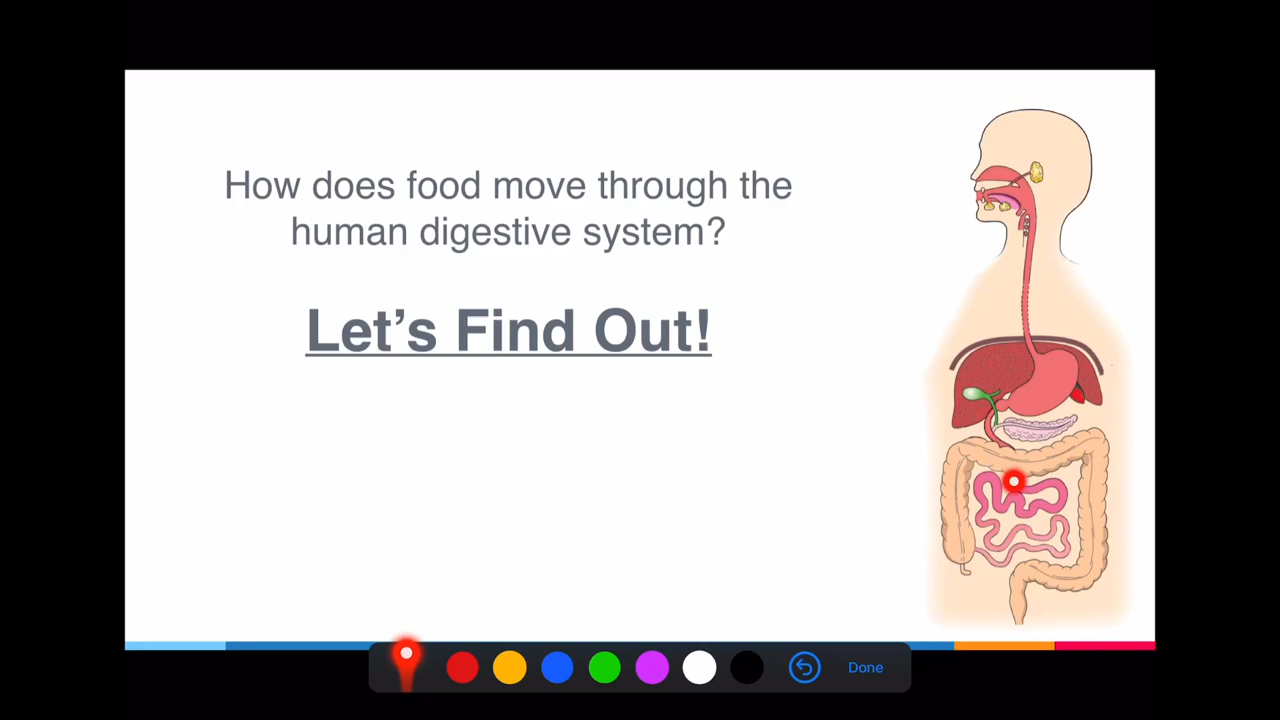 How does food move through the
human digestive system?
Let’s Find Out!
Done